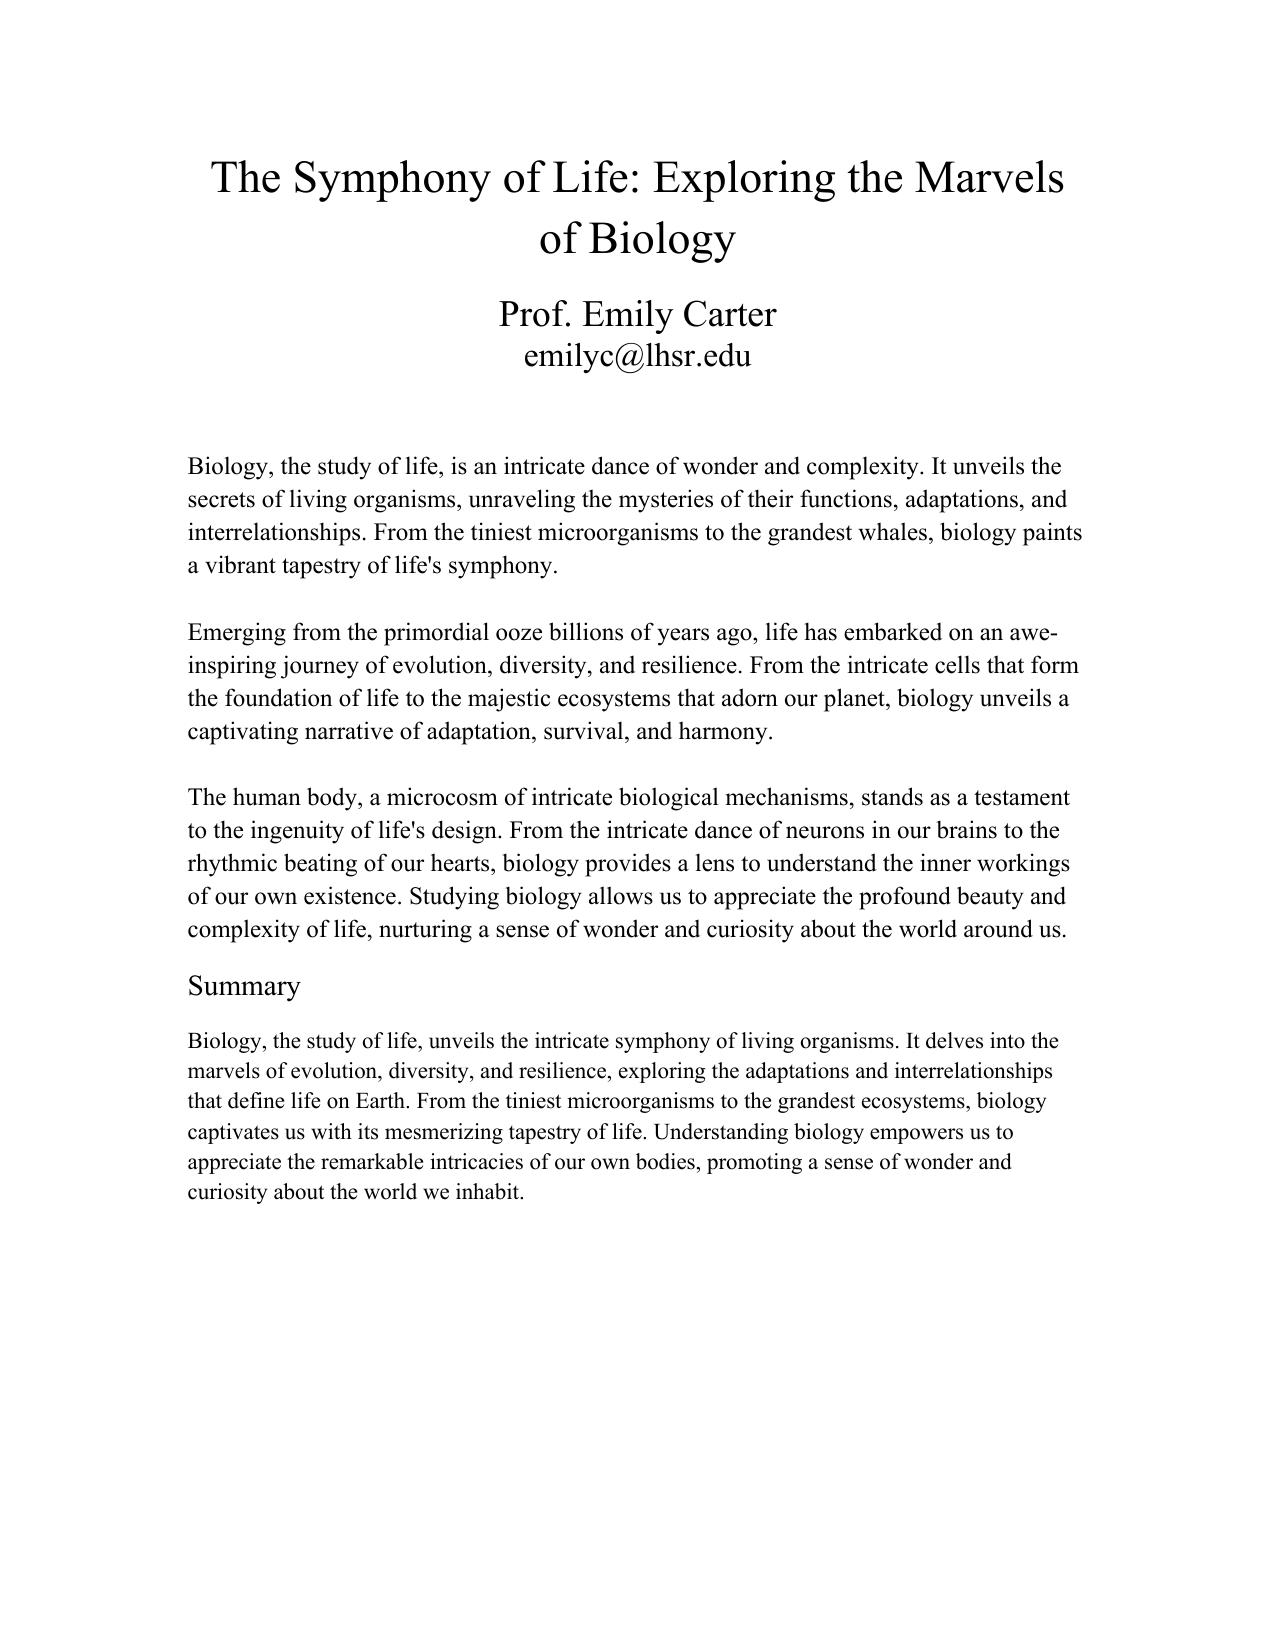 The Symphony of Life: Exploring the Marvels
of Biology
Prof. Emily Carter
emilyc@lhsr.edu
Biology, the study of life, is an intricate dance of wonder and complexity. It unveils the
secrets of living organisms, unraveling the mysteries of their functions, adaptations, and
interrelationships. From the tiniest microorganisms to the grandest whales, biology paints
a vibrant tapestry of life's symphony.
Emerging from the primordial ooze billions of years ago, life has embarked on an awe-
inspiring journey of evolution, diversity, and resilience. From the intricate cells that form
the foundation of life to the majestic ecosystems that adorn our planet, biology unveils a
captivating narrative of adaptation, survival, and harmony.
The human body, a microcosm of intricate biological mechanisms, stands as a testament
to the ingenuity of life's design. From the intricate dance of neurons in our brains to the
rhythmic beating of our hearts, biology provides a lens to understand the inner workings
of our own existence. Studying biology allows us to appreciate the profound beauty and
complexity of life, nurturing a sense of wonder and curiosity about the world around us.
Summary
Biology, the study of life, unveils the intricate symphony of living organisms. It delves into the
marvels of evolution, diversity, and resilience, exploring the adaptations and interrelationships
that define life on Earth. From the tiniest microorganisms to the grandest ecosystems, biology
captivates us with its mesmerizing tapestry of life. Understanding biology empowers us to
appreciate the remarkable intricacies of our own bodies, promoting a sense of wonder and
curiosity about the world we inhabit.